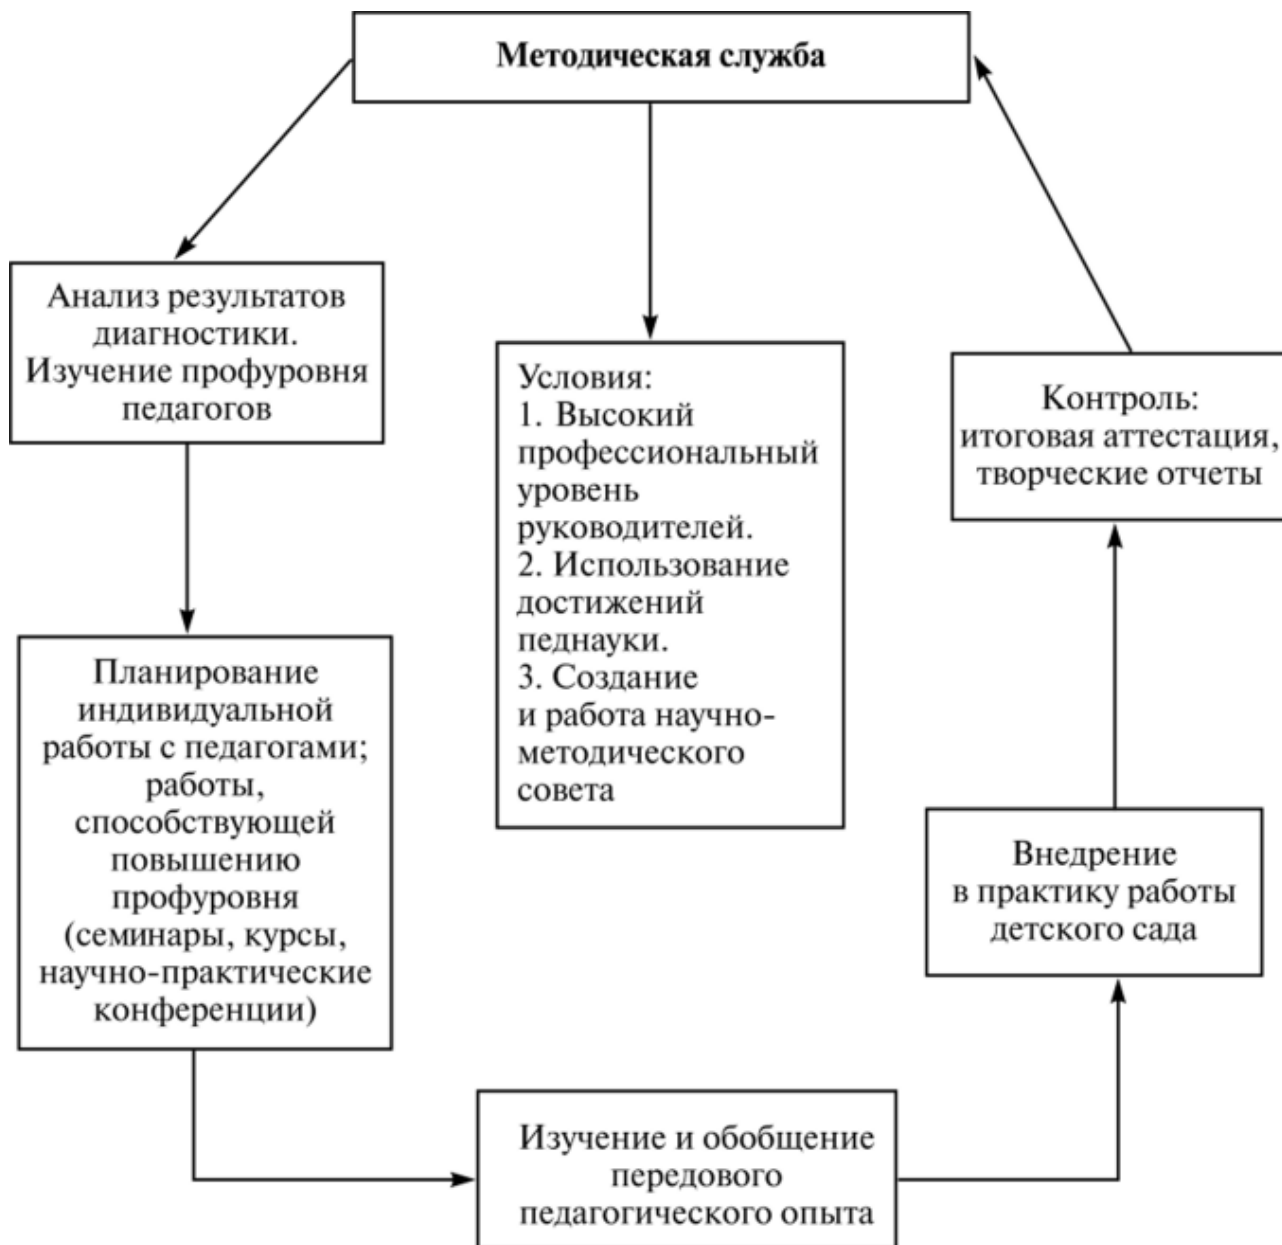 Методическая служба
Анализ результатов
диагностики.
Изучение профуровня
педагогов
Условия:
1. Высокий
профессиональный
уровень
руководителей.
2. Использование
достижений
педнауки.
3. Создание
и работа научно-
методического
совета
Контроль:
итоговая аттестация,
творческие отчеты
Планирование
индивидуальной
работы с педагогами;
работы,
способствующей
повышению
профуровня
(семинары, курсы,
научно-практические
конференции)
Внедрение
в практику работы
детского сада
Изучение и обобщение
передового
педагогического опыта